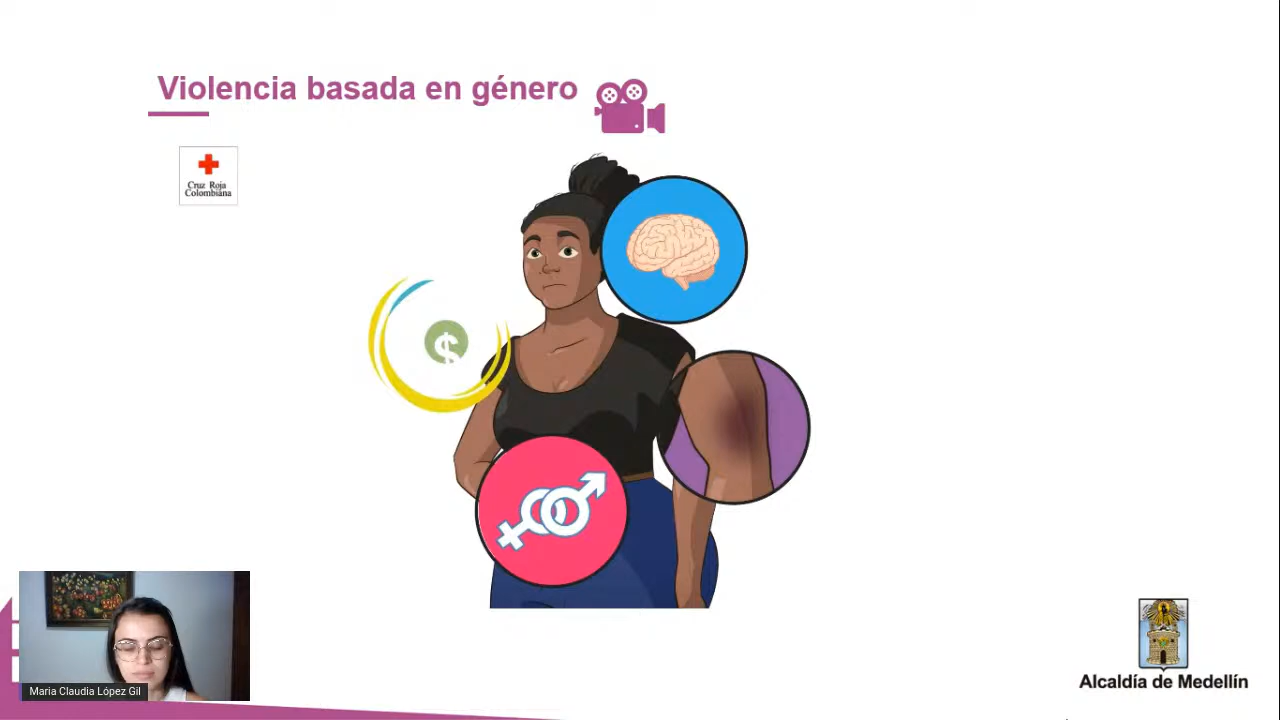 Violencia basada en género
Cruz Roja
Colombiana
$
Maria Claudia López Gil
Alcaldía de Medellín